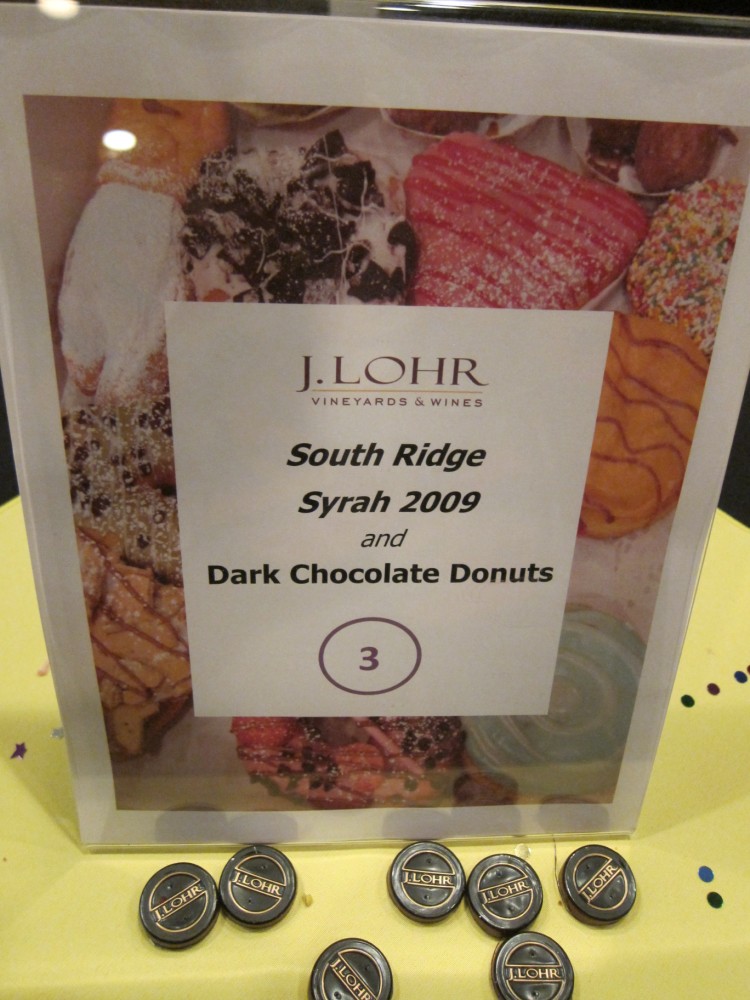 J. LOHR
VINEYARDS & WINES
South Ridge
Syrah 2009
and
Dark Chocolate Donuts
3
J.LOHR
J.LOHR
J.LOHR
J.LOHR
J.LOHR
J.LOHR
J.LOHR